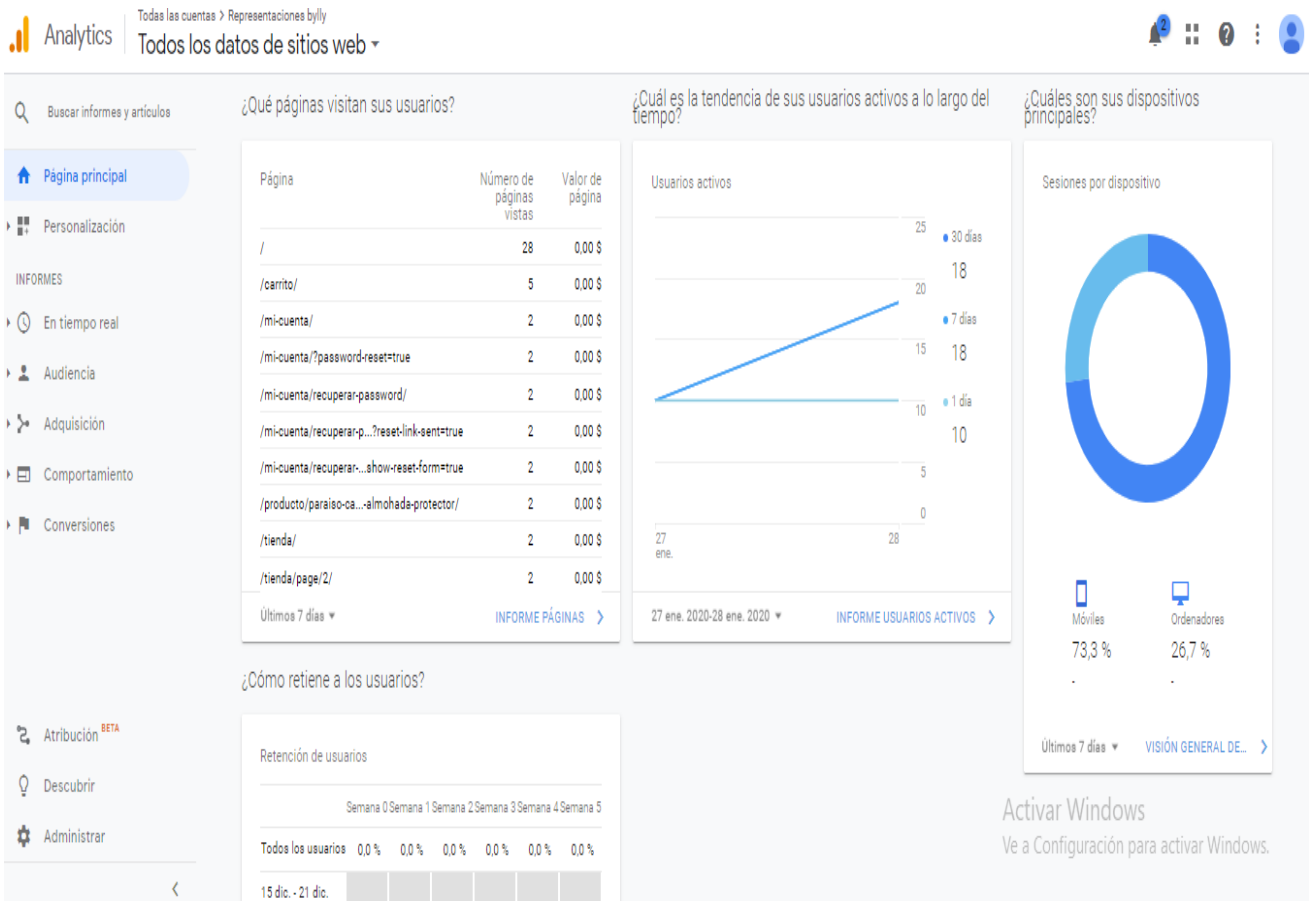 Analytics
Todas las cuentas > Representaciones bylly
Todos los datos de sitios web
2
Buscar informes y artículos
Página principal
Personalización
INFORMES
En tiempo real
Audiencia
Adquisición
Comportamiento
Conversiones
Atribución BETA
Descubrir
Administrar
¿Qué páginas visitan sus usuarios?
Página Número de páginas vistas Valor de página
/ 28 0,00 $
/carrito/ 5 0,00 $
/mi-cuenta/ 2 0,00 $
/mi-cuenta/?password-reset=true 2 0,00 $
/mi-cuenta/recuperar-password/ 2 0,00 $
/mi-cuenta/recuperar-p...?reset-link-sent=true 2 0,00 $
/mi-cuenta/recuperar-...show-reset-form=true 2 0,00 $
/producto/paraiso-ca...-almohada-protector/ 2 0,00 $
/tienda/ 2 0,00 $
/tienda/page/2/ 2 0,00 $
Últimos 7 días INFORME PÁGINAS
¿Cuál es la tendencia de sus usuarios activos a lo largo del
tiempo?
Usuarios activos
25
20
15
10
5
0
27
ene.
28
30 días
18
7 días
18
1 día
10
27 ene. 2020-28 ene. 2020 INFORME USUARIOS ACTIVOS
¿Cuáles son sus dispositivos
principales?
Sesiones por dispositivo
Móviles Ordenadores
73,3 % 26,7 %
- -
Últimos 7 días VISIÓN GENERAL DE...
¿Cómo retiene a los usuarios?
Retención de usuarios
Semana 0 Semana 1 Semana 2 Semana 3 Semana 4 Semana 5
Todos los usuarios 0,0 % 0,0 % 0,0 % 0,0 % 0,0 % 0,0 %
15 dic. - 21 dic.
Activar Windows
Ve a Configuración para activar Windows.